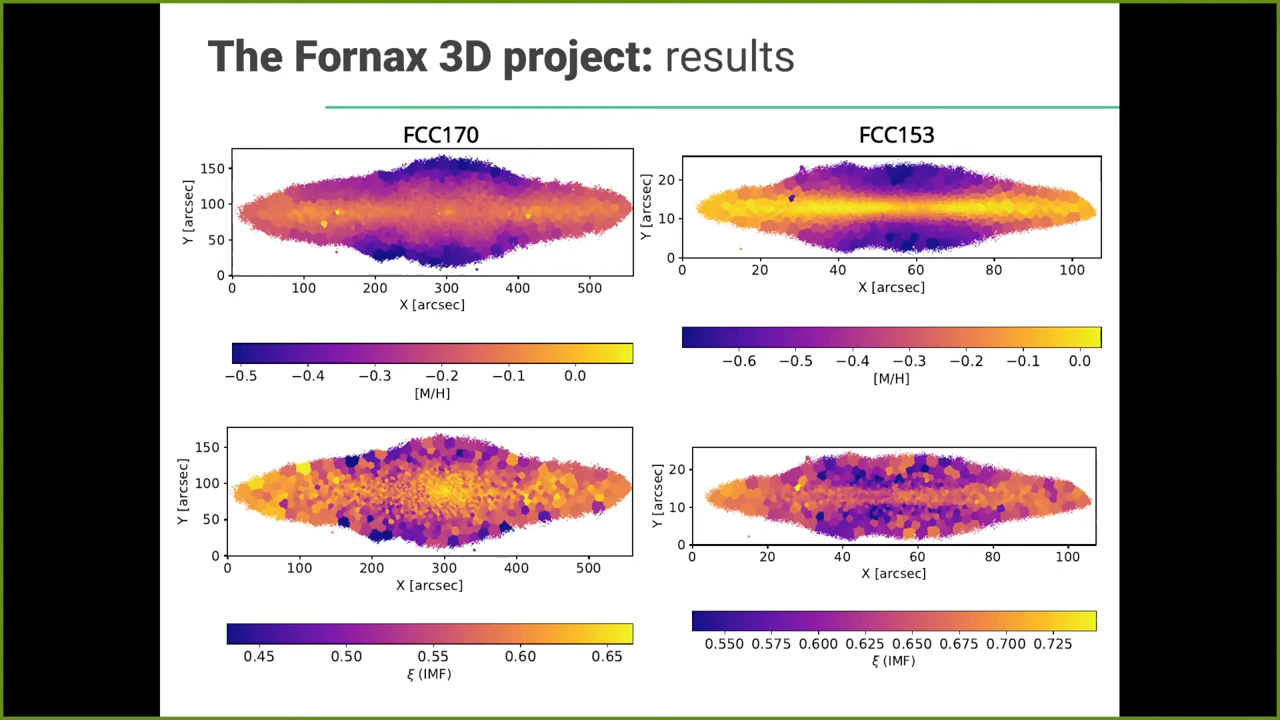 The Fornax 3D project: results
FCC170
150
100
50
0
Y [arcsec]
0 100 200 300 400 500
X [arcsec]
−0.5 −0.4 −0.3 −0.2 −0.1 0.0
[M/H]
FCC153
20
10
0
Y [arcsec]
0 20 40 60 80 100
X [arcsec]
−0.6 −0.5 −0.4 −0.3 −0.2 −0.1 0.0
[M/H]
150
100
50
0
Y [arcsec]
0 100 200 300 400 500
X [arcsec]
0.45 0.50 0.55 0.60 0.65
ξ (IMF)
20
10
0
Y [arcsec]
0 20 40 60 80 100
X [arcsec]
0.550 0.575 0.600 0.625 0.650 0.675 0.700 0.725
ξ (IMF)